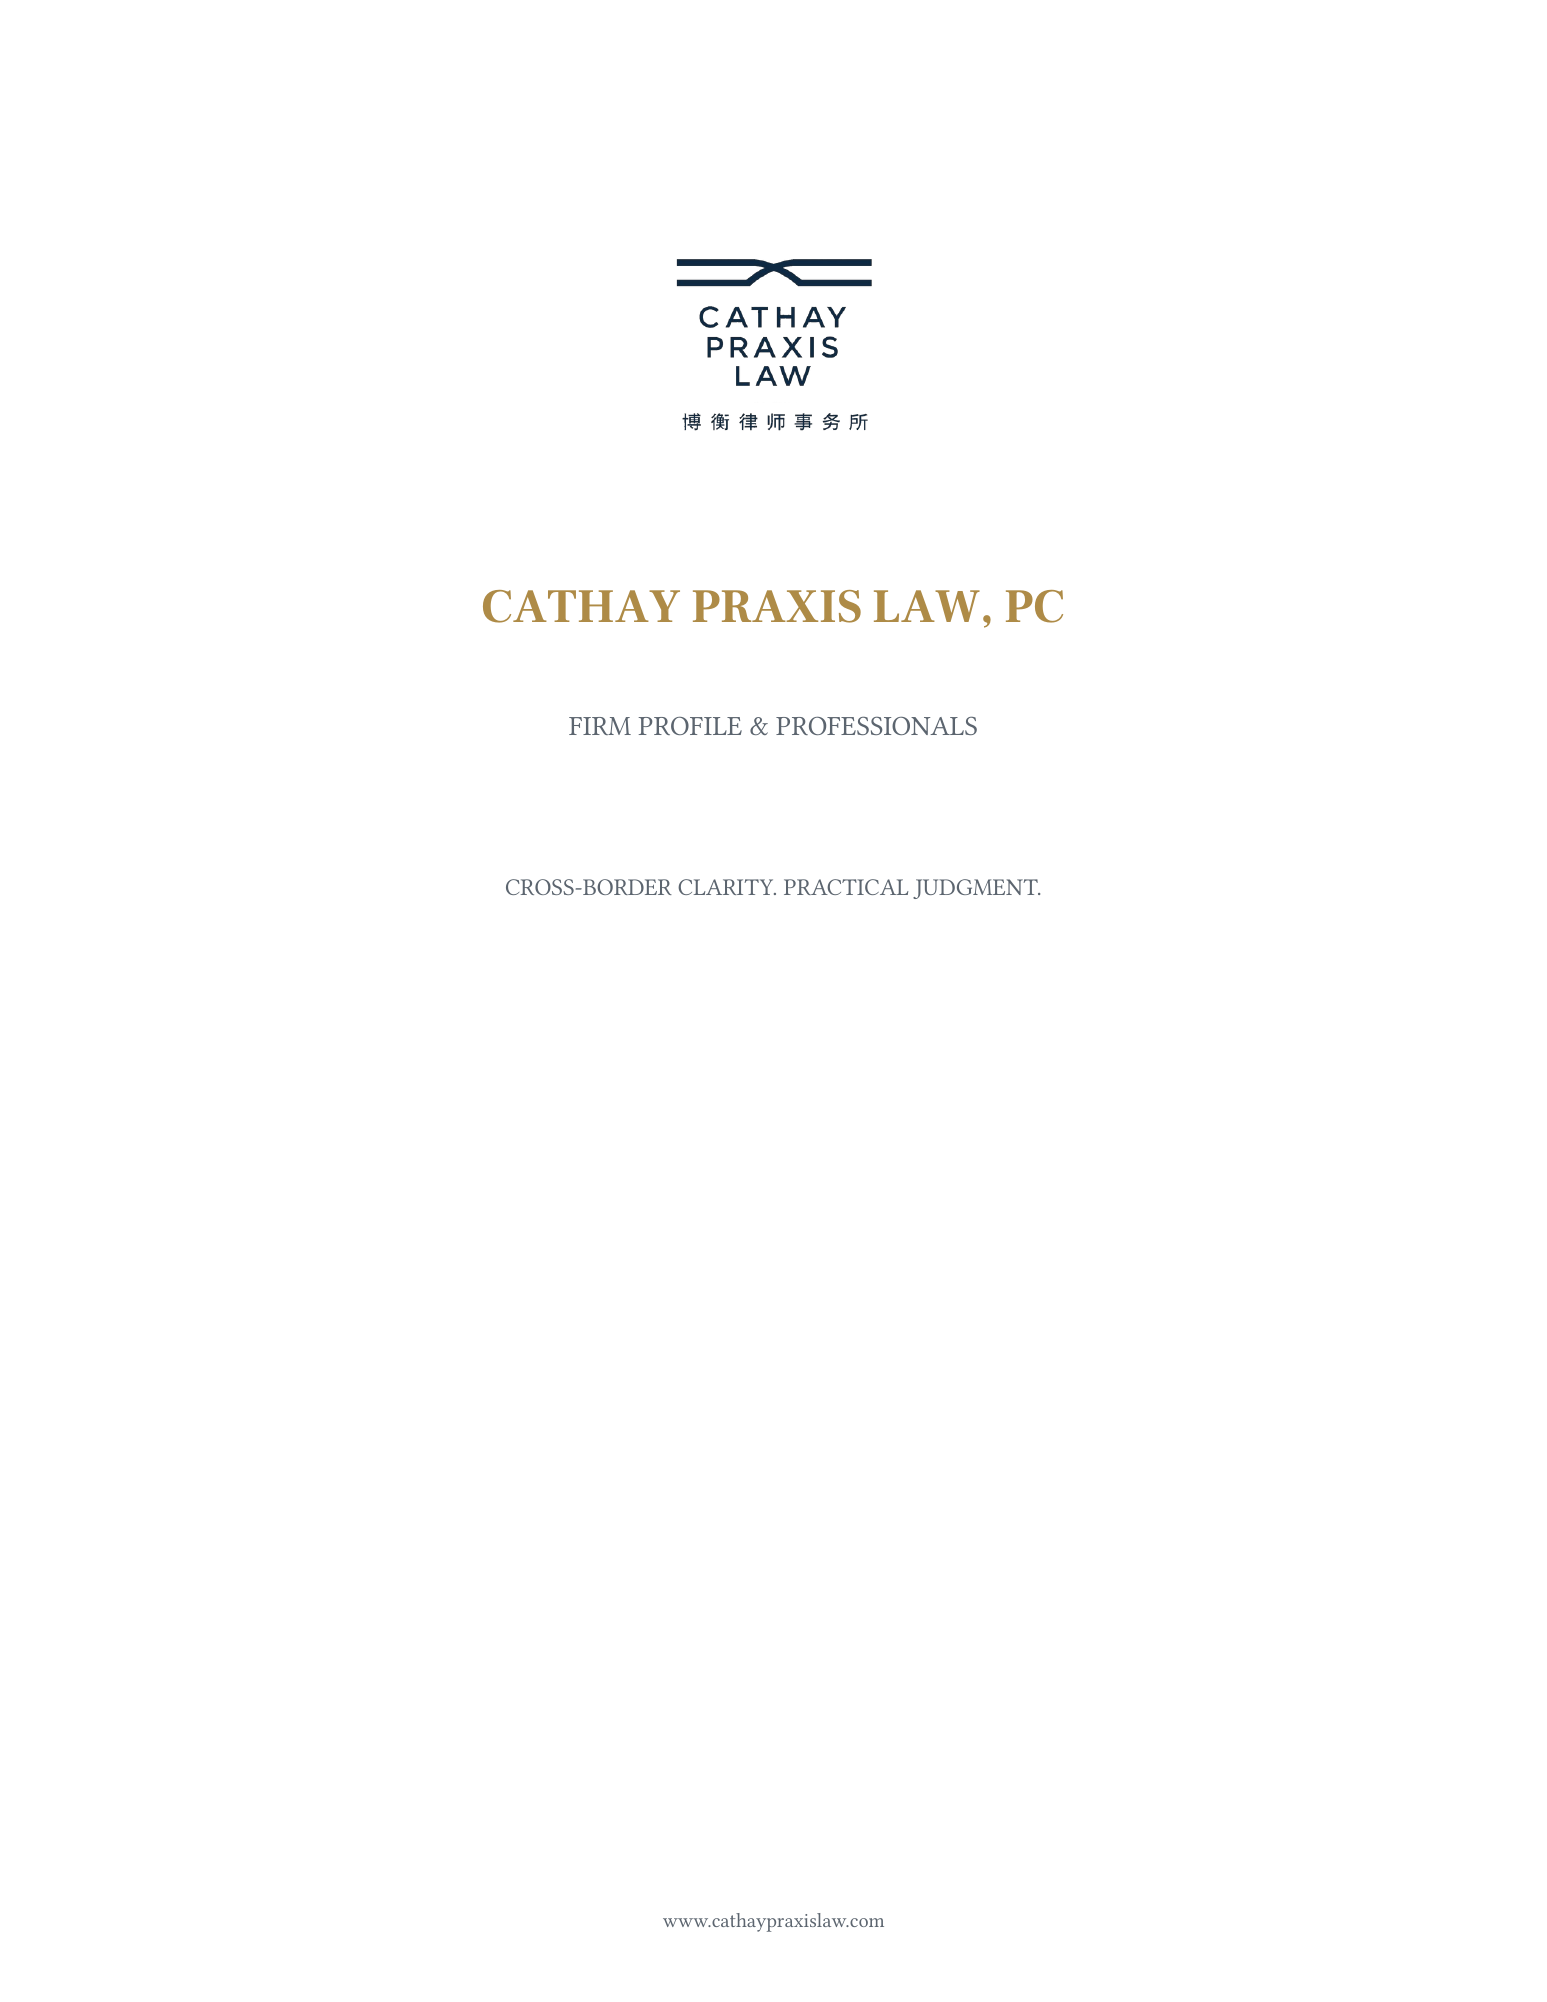 CATHAY
PRAXIS
LAW
博衡律师事务所
CATHAY PRAXIS LAW, PC
FIRM PROFILE & PROFESSIONALS
CROSS-BORDER CLARITY. PRACTICAL JUDGMENT.
www.cathaypraxislaw.com